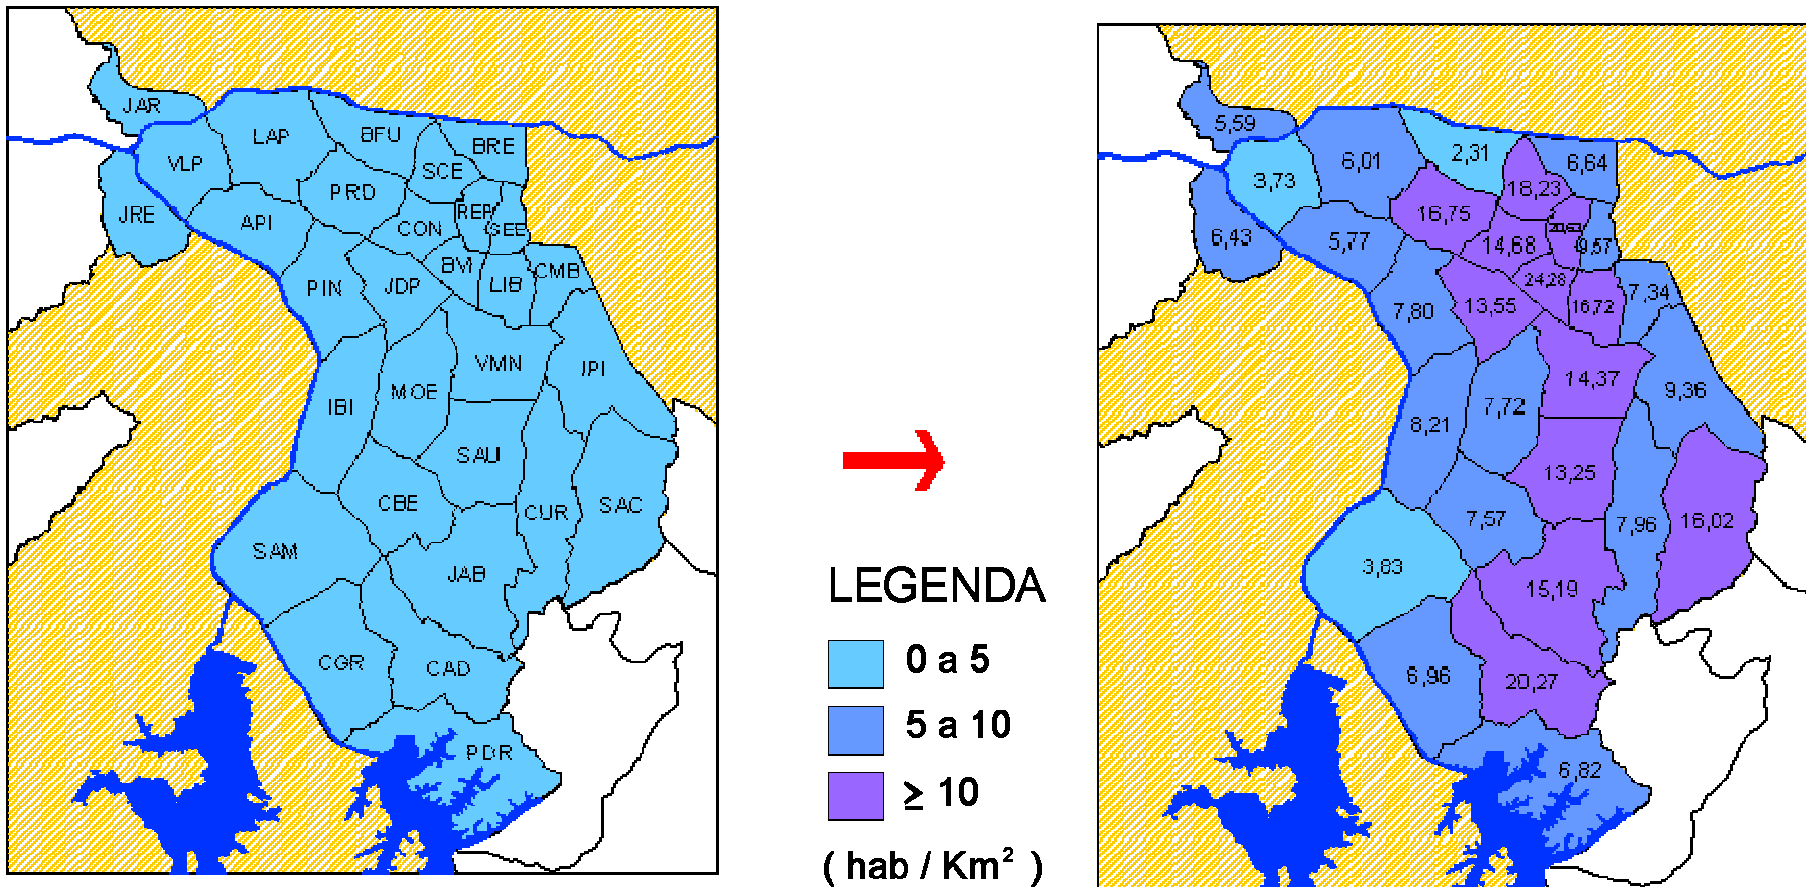 JAR
LAP
BFU
BRE
VLP
SCE
PRD
JRE
API
REP
CON
BVI
LIB
CMB
PIN
JDP
VMN
IPI
MOE
IBI
SAUI
CBE
CUR
SAC
SAM
JAB
CGR
CAD
PDR
LEGENDA
0 a 5
5 a 10
≥ 10
( hab / Km² )
5,59
6,01
2,31
6,64
3,73
18,23
16,75
6,43
5,77
14,68
9,57
24,28
16,72
7,34
7,80
13,55
14,37
9,36
7,72
8,21
13,25
7,57
7,96
16,02
3,83
15,19
6,96
20,27
6,82